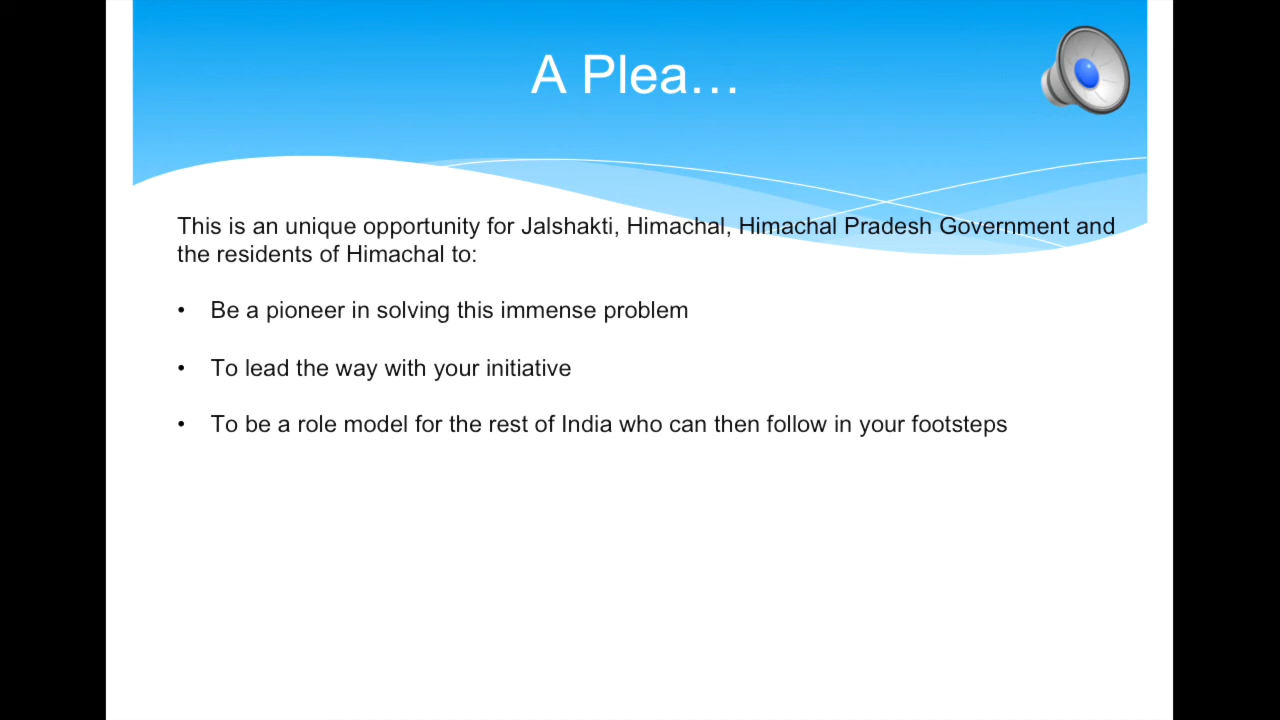 A Plea…
This is an unique opportunity for Jalshakti, Himachal, Himachal Pradesh Government and
the residents of Himachal to:
• Be a pioneer in solving this immense problem
• To lead the way with your initiative
• To be a role model for the rest of India who can then follow in your footsteps